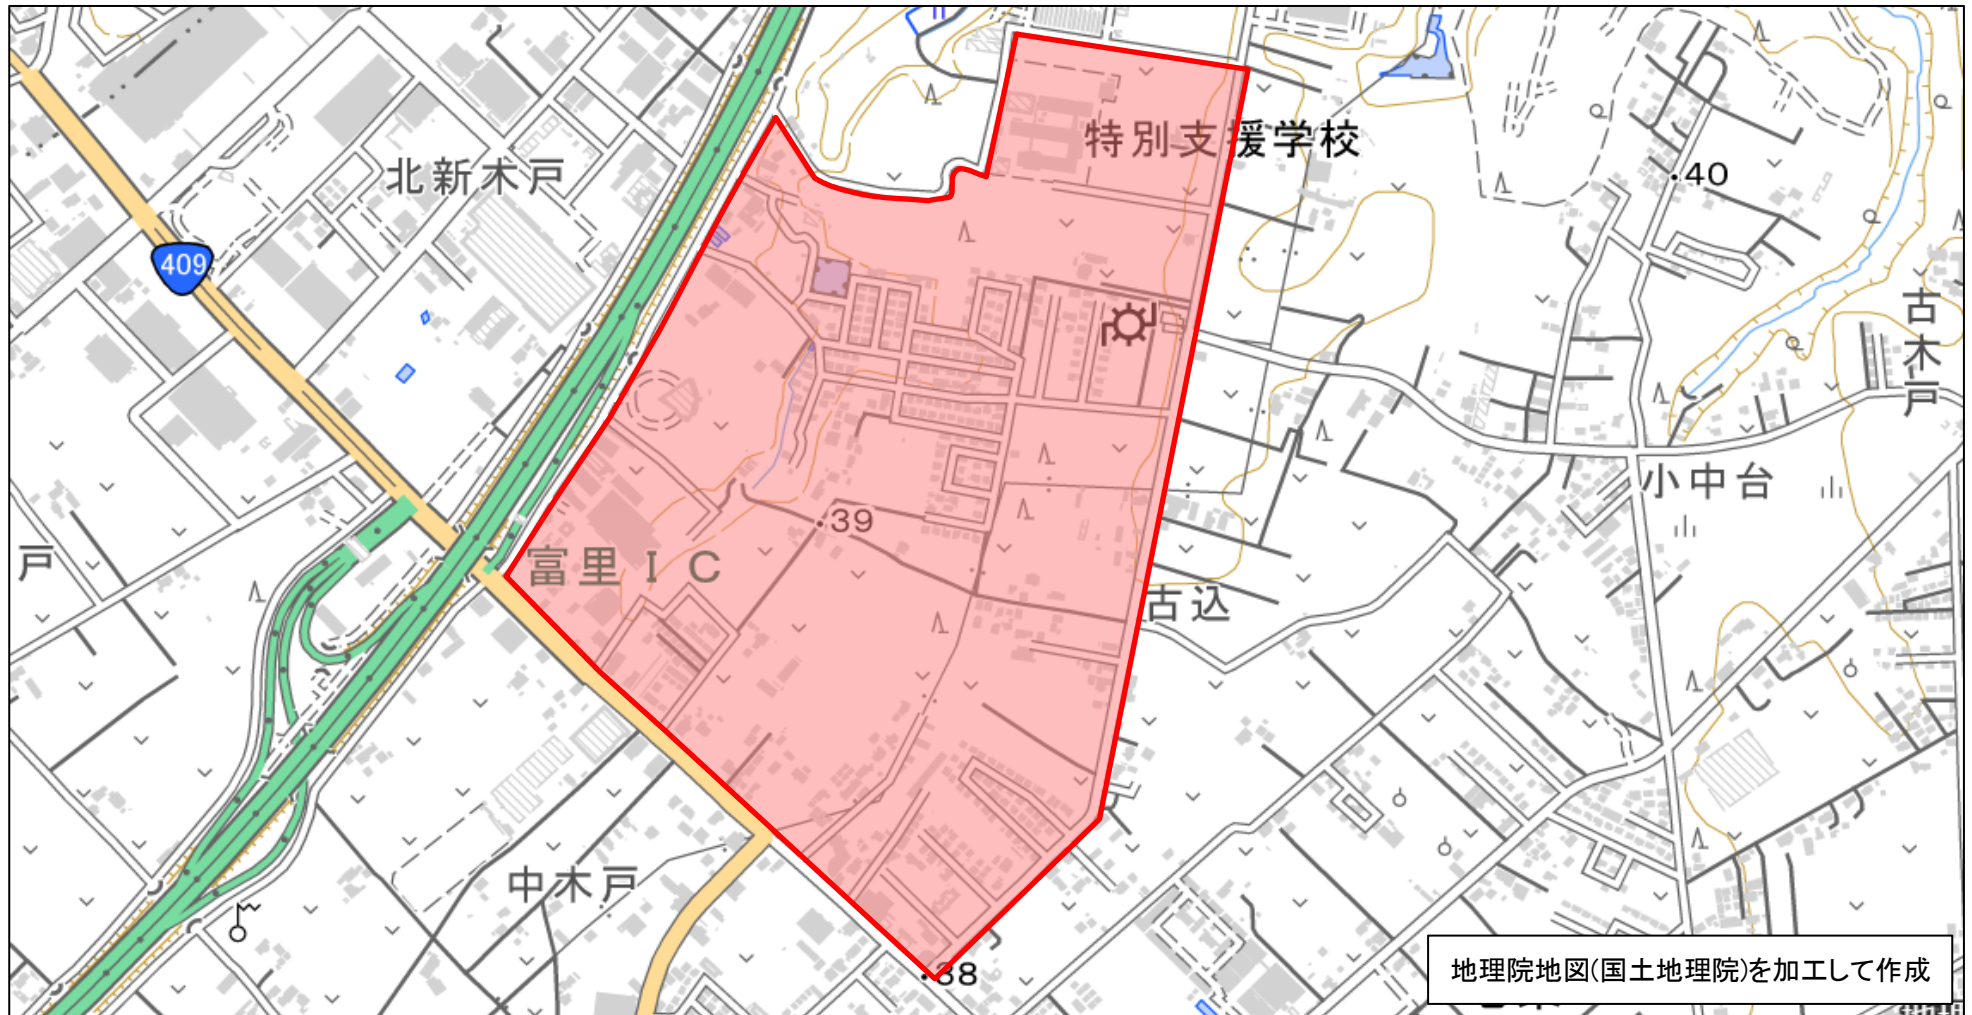 特別支援学校
北新木戸
40
409
古木戸
小中台
39
戸
富里IC
古込
中木戸
38
地理院地図(国土地理院)を加工して作成